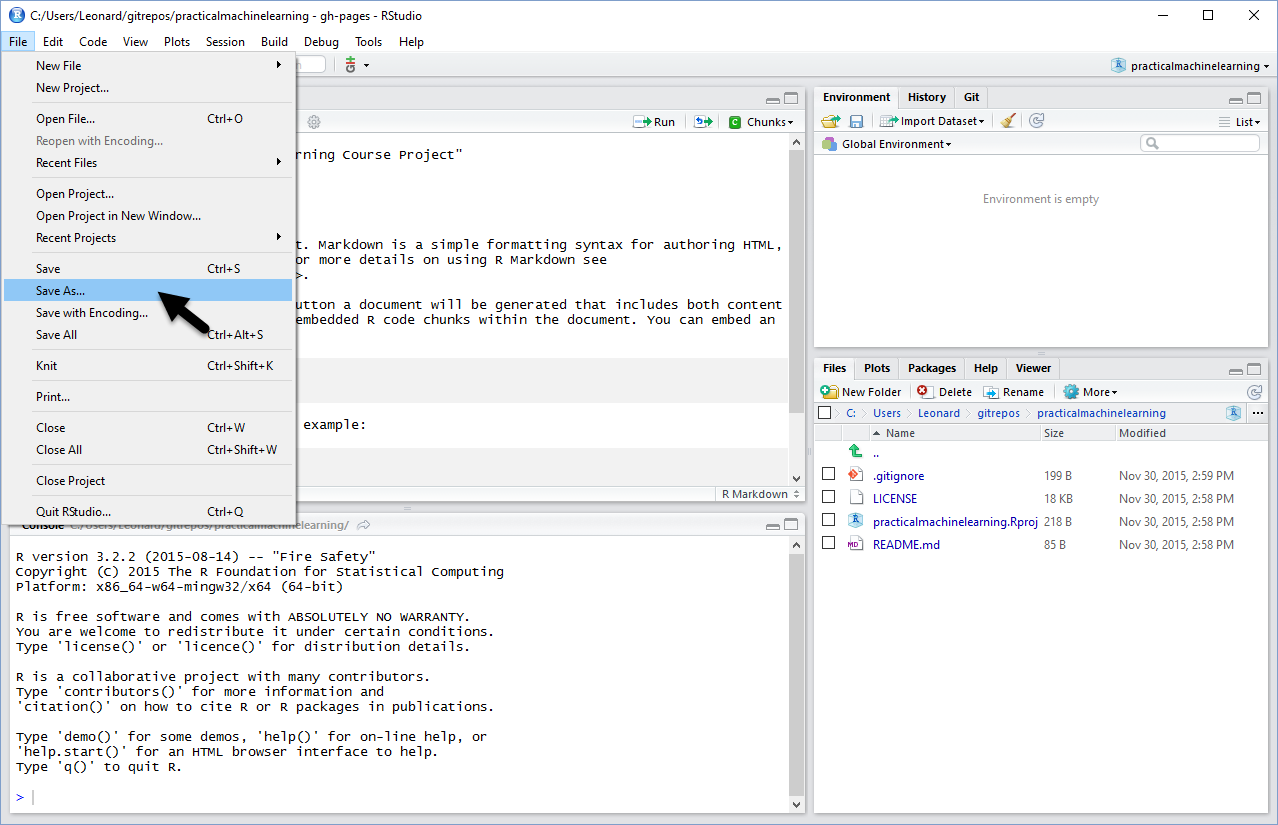 C:/Users/Leonard/gitrepos/practicalmachinelearning - gh-pages - RStudio
File Edit Code View Plots Session Build Debug Tools Help
practicalmachinelearning
New File
New Project...
Open File... Ctrl+O
Reopen with Encoding...
Recent Files
Open Project...
Open Project in New Window...
Recent Projects
Save Ctrl+S
Save As...
Save with Encoding...
Save All Ctrl+Alt+S
Knit Ctrl+Shift+K
Print...
Close Ctrl+W
Close All Ctrl+Shift+W
Close Project
Quit RStudio... Ctrl+Q
Run Chunks
rning Course Project"
t. Markdown is a simple formatting syntax for authoring HTML,
or more details on using R Markdown see
>.
utton a document will be generated that includes both content
embedded R code chunks within the document. You can embed an
example:
R Markdown
Console C:/Users/Leonard/gitrepos/practicalmachinelearning/
R version 3.2.2 (2015-08-14) -- "Fire Safety"
Copyright (C) 2015 The R Foundation for Statistical Computing
Platform: x86_64-w64-mingw32/x64 (64-bit)
R is free software and comes with ABSOLUTELY NO WARRANTY.
You are welcome to redistribute it under certain conditions.
Type 'license()' or 'licence()' for distribution details.
R is a collaborative project with many contributors.
Type 'contributors()' for more information and
'citation()' on how to cite R or R packages in publications.
Type 'demo()' for some demos, 'help()' for on-line help, or
'help.start()' for an HTML browser interface to help.
Type 'q()' to quit R.
>
Environment History Git
Import Dataset List
Global Environment
Environment is empty
Files Plots Packages Help Viewer
New Folder Delete Rename More
C: Users Leonard gitrepos practicalmachinelearning ...
Name Size Modified
..
.gitignore 199 B Nov 30, 2015, 2:59 PM
LICENSE 18 KB Nov 30, 2015, 2:58 PM
practicalmachinelearning.Rproj 218 B Nov 30, 2015, 2:58 PM
README.md 85 B Nov 30, 2015, 2:58 PM